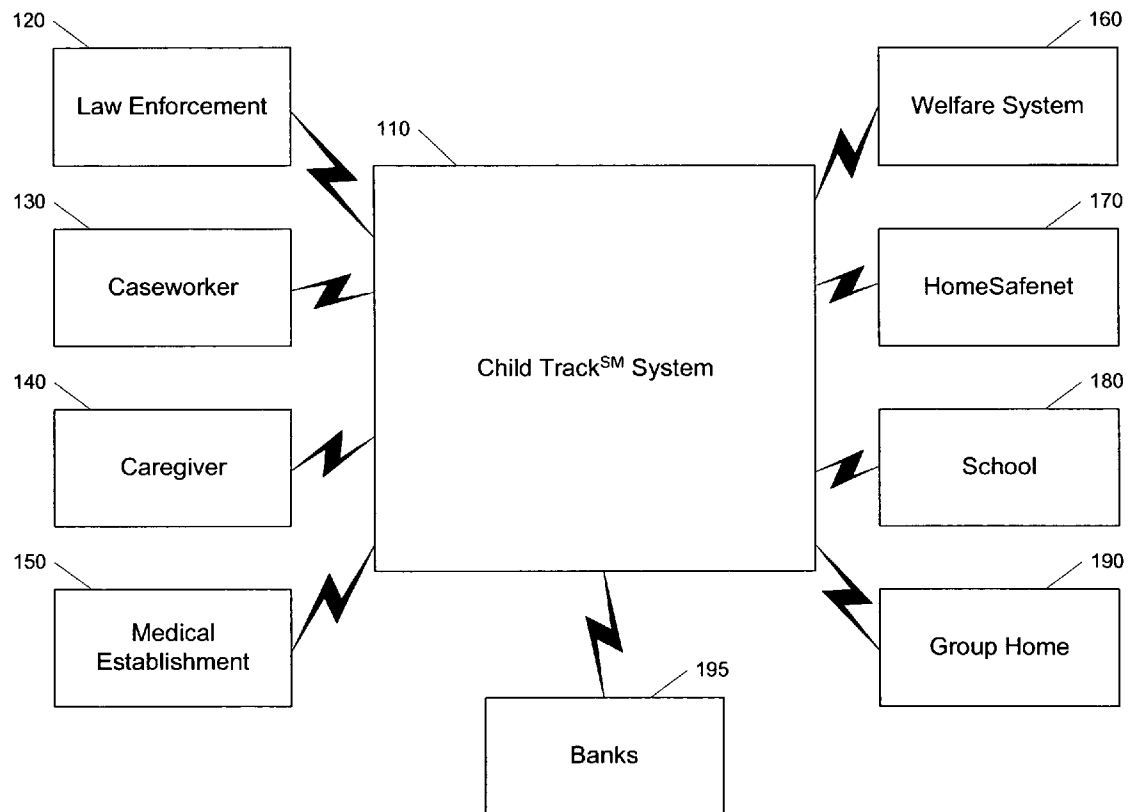 120
Law Enforcement
160
Welfare System
110
130
Caseworker
170
HomeSafenet
Child Track℠ System
140
Caregiver
180
School
150
Medical
Establishment
190
Group Home
195
Banks